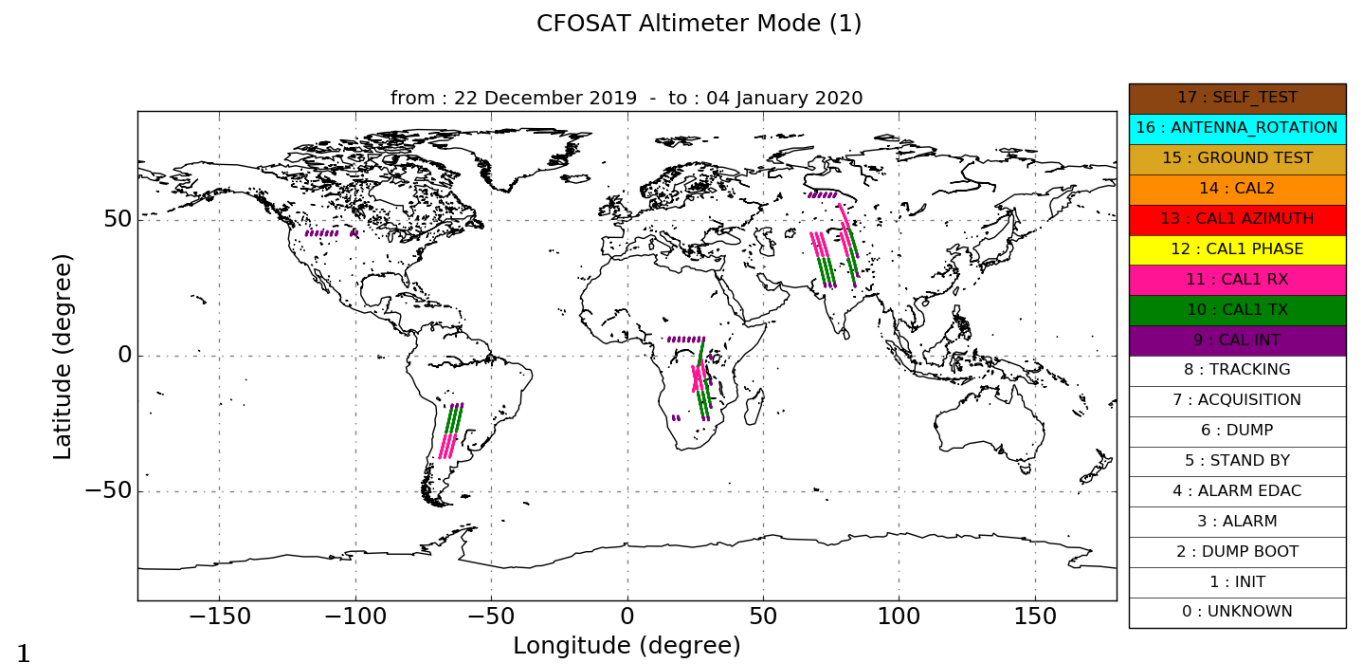 CFOSAT Altimeter Mode (1)
from : 22 December 2019 - to : 04 January 2020
17 : SELF_TEST
16 : ANTENNA_ROTATION
15 : GROUND TEST
14 : CAL2
13 : CAL1 AZIMUTH
12 : CAL1 PHASE
11 : CAL1 RX
10 : CAL1 TX
9 : CAL INT
8 : TRACKING
7 : ACQUISITION
6 : DUMP
5 : STAND BY
4 : ALARM EDAC
3 : ALARM
2 : DUMP BOOT
1 : INIT
0 : UNKNOWN
Latitude (degree)
50
0
−50
−150 −100 −50 0 50 100 150
Longitude (degree)
1